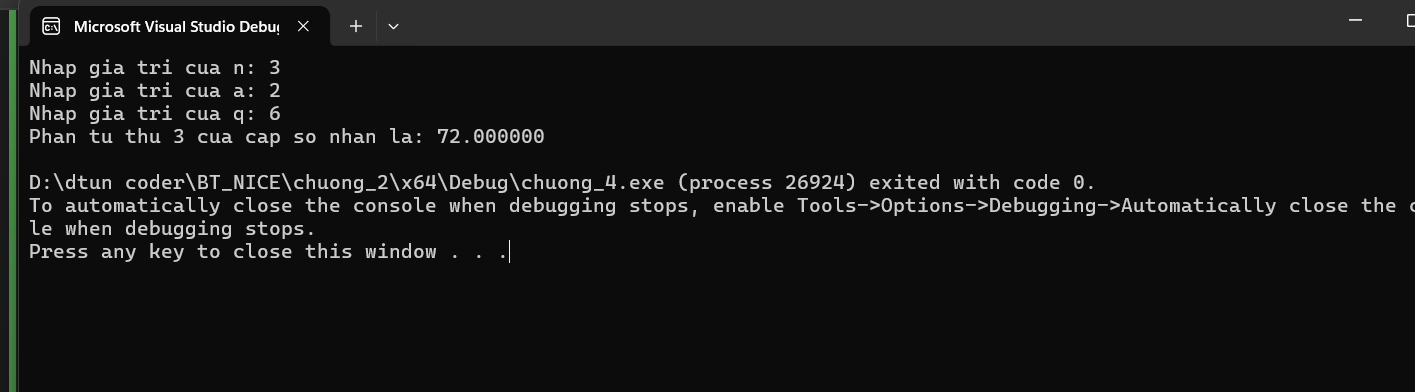 Microsoft Visual Studio Debu
Nhap gia tri cua n: 3
Nhap gia tri cua a: 2
Nhap gia tri cua q: 6
Phan tu thu 3 cua cap so nhan la: 72.000000
D:\dtun coder\BT_NICE\chuong_2\x64\Debug\chuong_4.exe (process 26924) exited with code 0.
To automatically close the console when debugging stops, enable Tools->Options->Debugging->Automatically close the c
le when debugging stops.
Press any key to close this window . . .